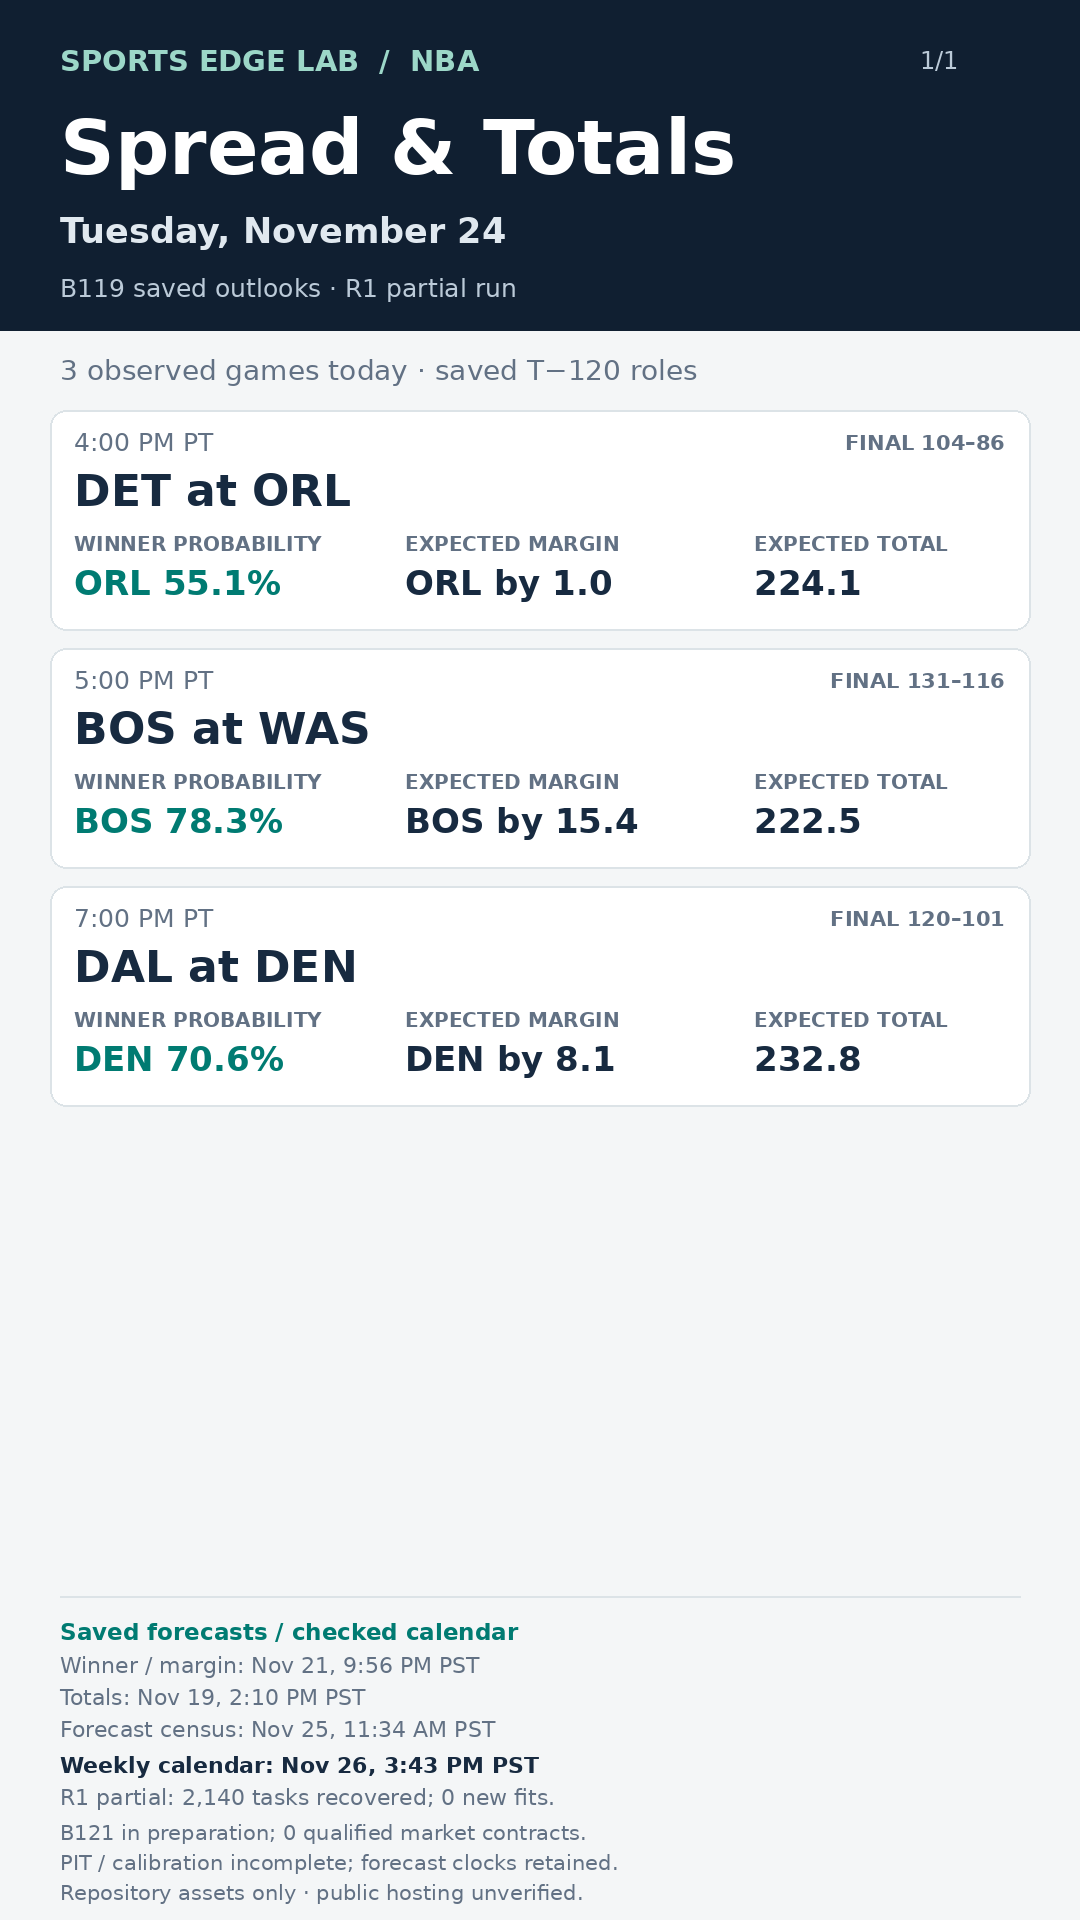 SPORTS EDGE LAB / NBA 1/1
Spread & Totals
Tuesday, November 24
B119 saved outlooks · R1 partial run
3 observed games today · saved T−120 roles
4:00 PM PT FINAL 104–86
DET at ORL
WINNER PROBABILITY EXPECTED MARGIN EXPECTED TOTAL
ORL 55.1% ORL by 1.0 224.1
5:00 PM PT FINAL 131–116
BOS at WAS
WINNER PROBABILITY EXPECTED MARGIN EXPECTED TOTAL
BOS 78.3% BOS by 15.4 222.5
7:00 PM PT FINAL 120–101
DAL at DEN
WINNER PROBABILITY EXPECTED MARGIN EXPECTED TOTAL
DEN 70.6% DEN by 8.1 232.8
Saved forecasts / checked calendar
Winner / margin: Nov 21, 9:56 PM PST
Totals: Nov 19, 2:10 PM PST
Forecast census: Nov 25, 11:34 AM PST
Weekly calendar: Nov 26, 3:43 PM PST
R1 partial: 2,140 tasks recovered; 0 new fits.
B121 in preparation; 0 qualified market contracts.
PIT / calibration incomplete; forecast clocks retained.
Repository assets only · public hosting unverified.